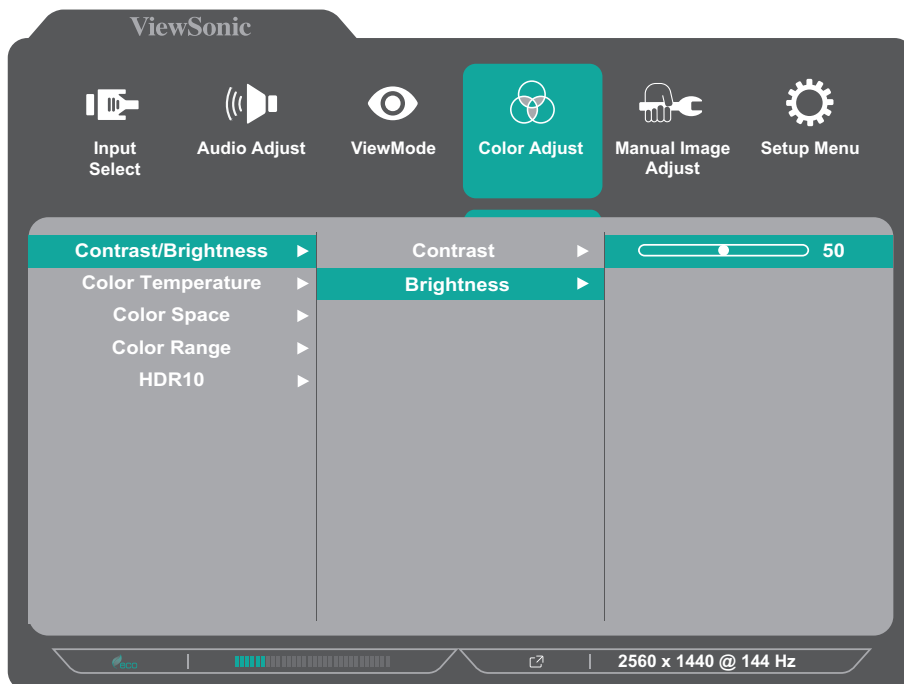 ViewSonic
Input Select
Audio Adjust
ViewMode
Color Adjust
Manual Image Adjust
Setup Menu
Contrast/Brightness
Color Temperature
Color Space
Color Range
HDR10
Contrast
Brightness
50
eco
2560 x 1440 @ 144 Hz